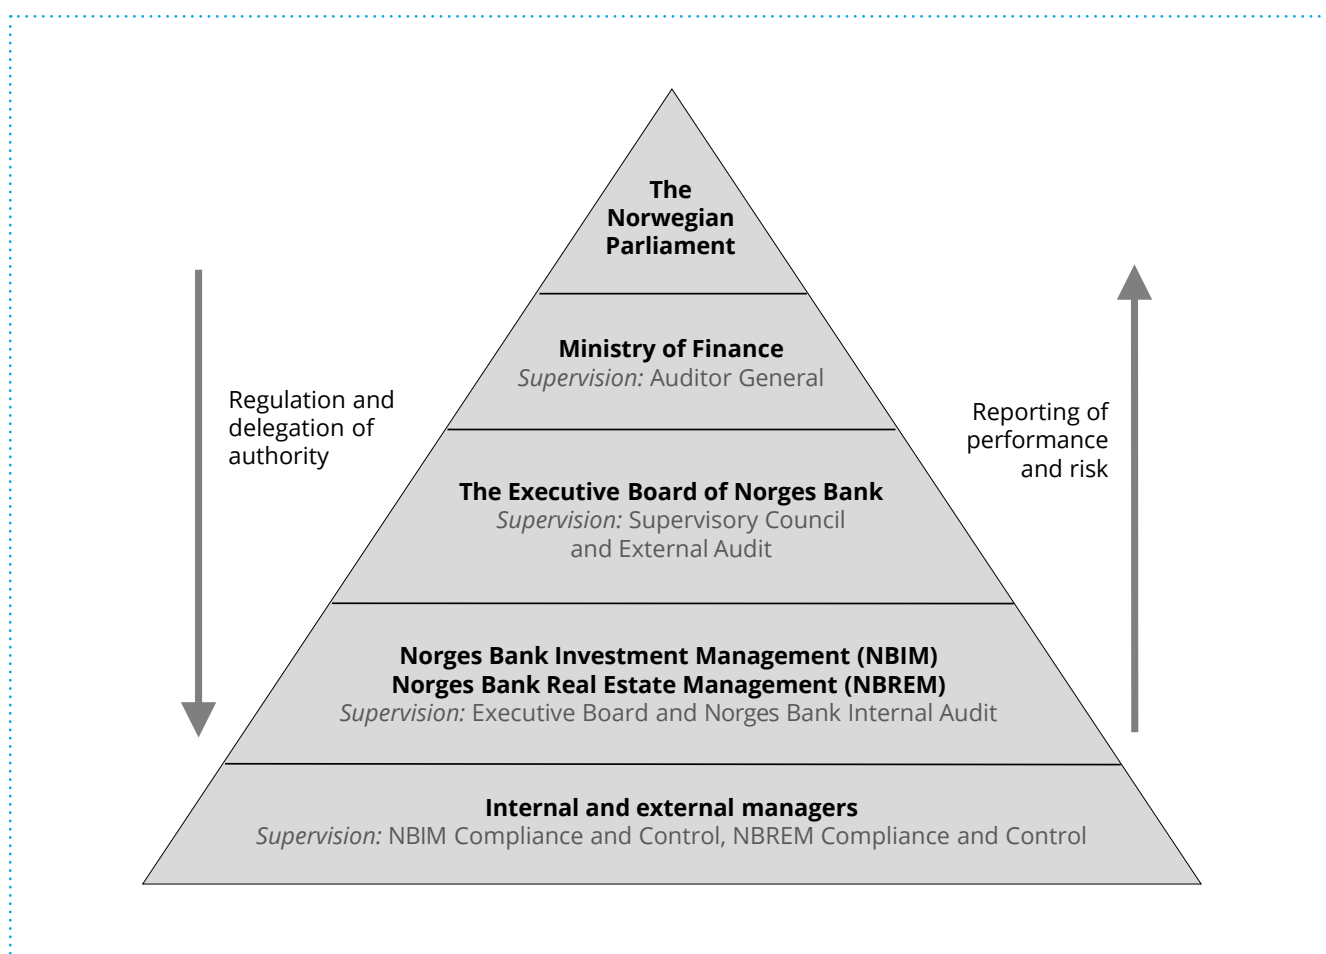 The
Norwegian
Parliament
Ministry of Finance
Supervision: Auditor General
Regulation and
delegation of
authority
Reporting of
performance
and risk
The Executive Board of Norges Bank
Supervision: Supervisory Council
and External Audit
Norges Bank Investment Management (NBIM)
Norges Bank Real Estate Management (NBREM)
Supervision: Executive Board and Norges Bank Internal Audit
Internal and external managers
Supervision: NBIM Compliance and Control, NBREM Compliance and Control